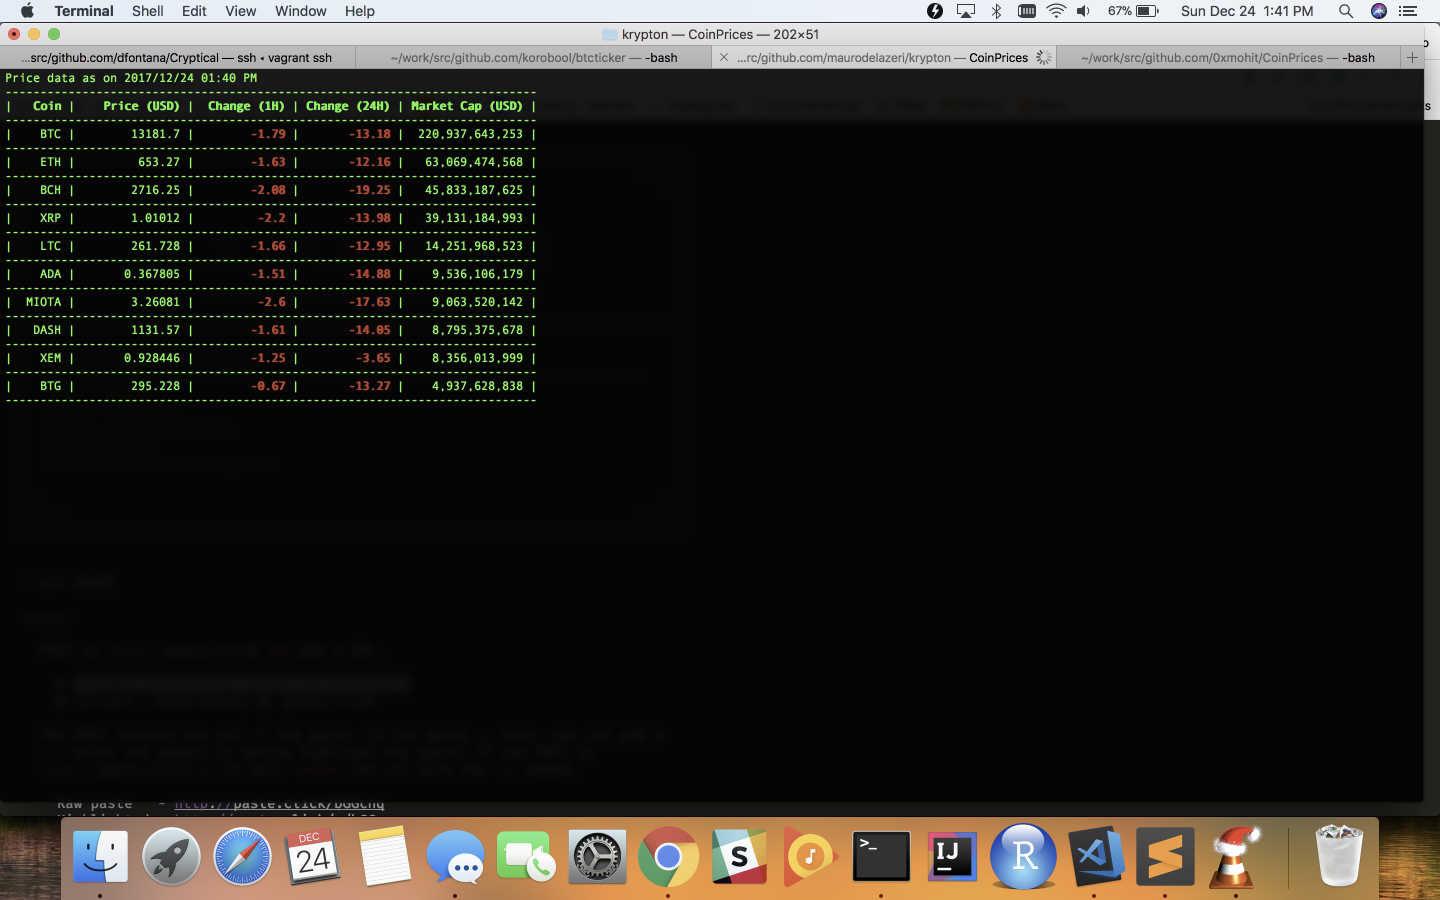 Terminal Shell Edit View Window Help 67% Sun Dec 24 1:41 PM
krypton — CoinPrices — 202×51
...src/github.com/dfontana/Cryptical — ssh ‹ vagrant ssh ~/work/src/github.com/korobool/btcticker — -bash ...rc/github.com/maurodelazeri/krypton — CoinPrices ~/work/src/github.com/0xmohit/CoinPrices — -bash
Price data as on 2017/12/24 01:40 PM
---------------------------------------------------------------------------
| Coin | Price (USD) | Change (1H) | Change (24H) | Market Cap (USD) |
---------------------------------------------------------------------------
| BTC | 13181.7 | -1.79 | -13.18 | 220,937,643,253 |
---------------------------------------------------------------------------
| ETH | 653.27 | -1.63 | -12.16 | 63,069,474,568 |
---------------------------------------------------------------------------
| BCH | 2716.25 | -2.08 | -19.25 | 45,833,187,625 |
---------------------------------------------------------------------------
| XRP | 1.01012 | -2.2 | -13.98 | 39,131,184,993 |
---------------------------------------------------------------------------
| LTC | 261.728 | -1.66 | -12.95 | 14,251,968,523 |
---------------------------------------------------------------------------
| ADA | 0.367805 | -1.51 | -14.88 | 9,536,106,179 |
---------------------------------------------------------------------------
| MIOTA | 3.26081 | -2.6 | -17.63 | 9,063,520,142 |
---------------------------------------------------------------------------
| DASH | 1131.57 | -1.61 | -14.05 | 8,795,375,678 |
---------------------------------------------------------------------------
| XEM | 0.928446 | -1.25 | -3.65 | 8,356,013,999 |
---------------------------------------------------------------------------
| BTG | 295.228 | -0.67 | -13.27 | 4,937,628,838 |
---------------------------------------------------------------------------
Raw paste - http://paste.click/
DEC
24
S
>_
IJ
R